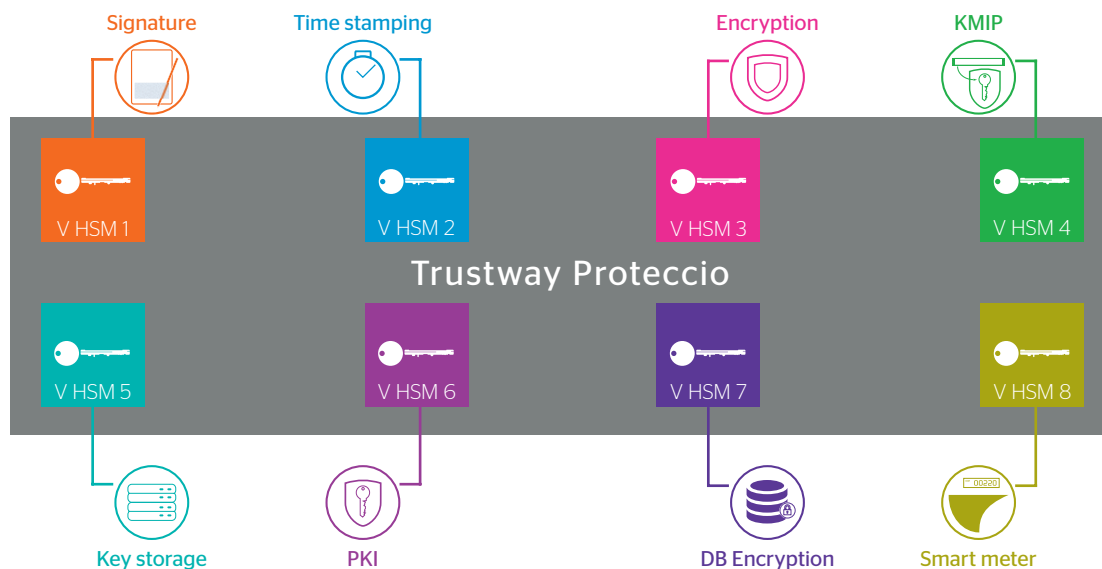 Signature
Time stamping
Encryption
KMIP
V HSM 1
V HSM 2
V HSM 3
V HSM 4
Trustway Proteccio
V HSM 5
V HSM 6
V HSM 7
V HSM 8
00220
Key storage
PKI
DB Encryption
Smart meter